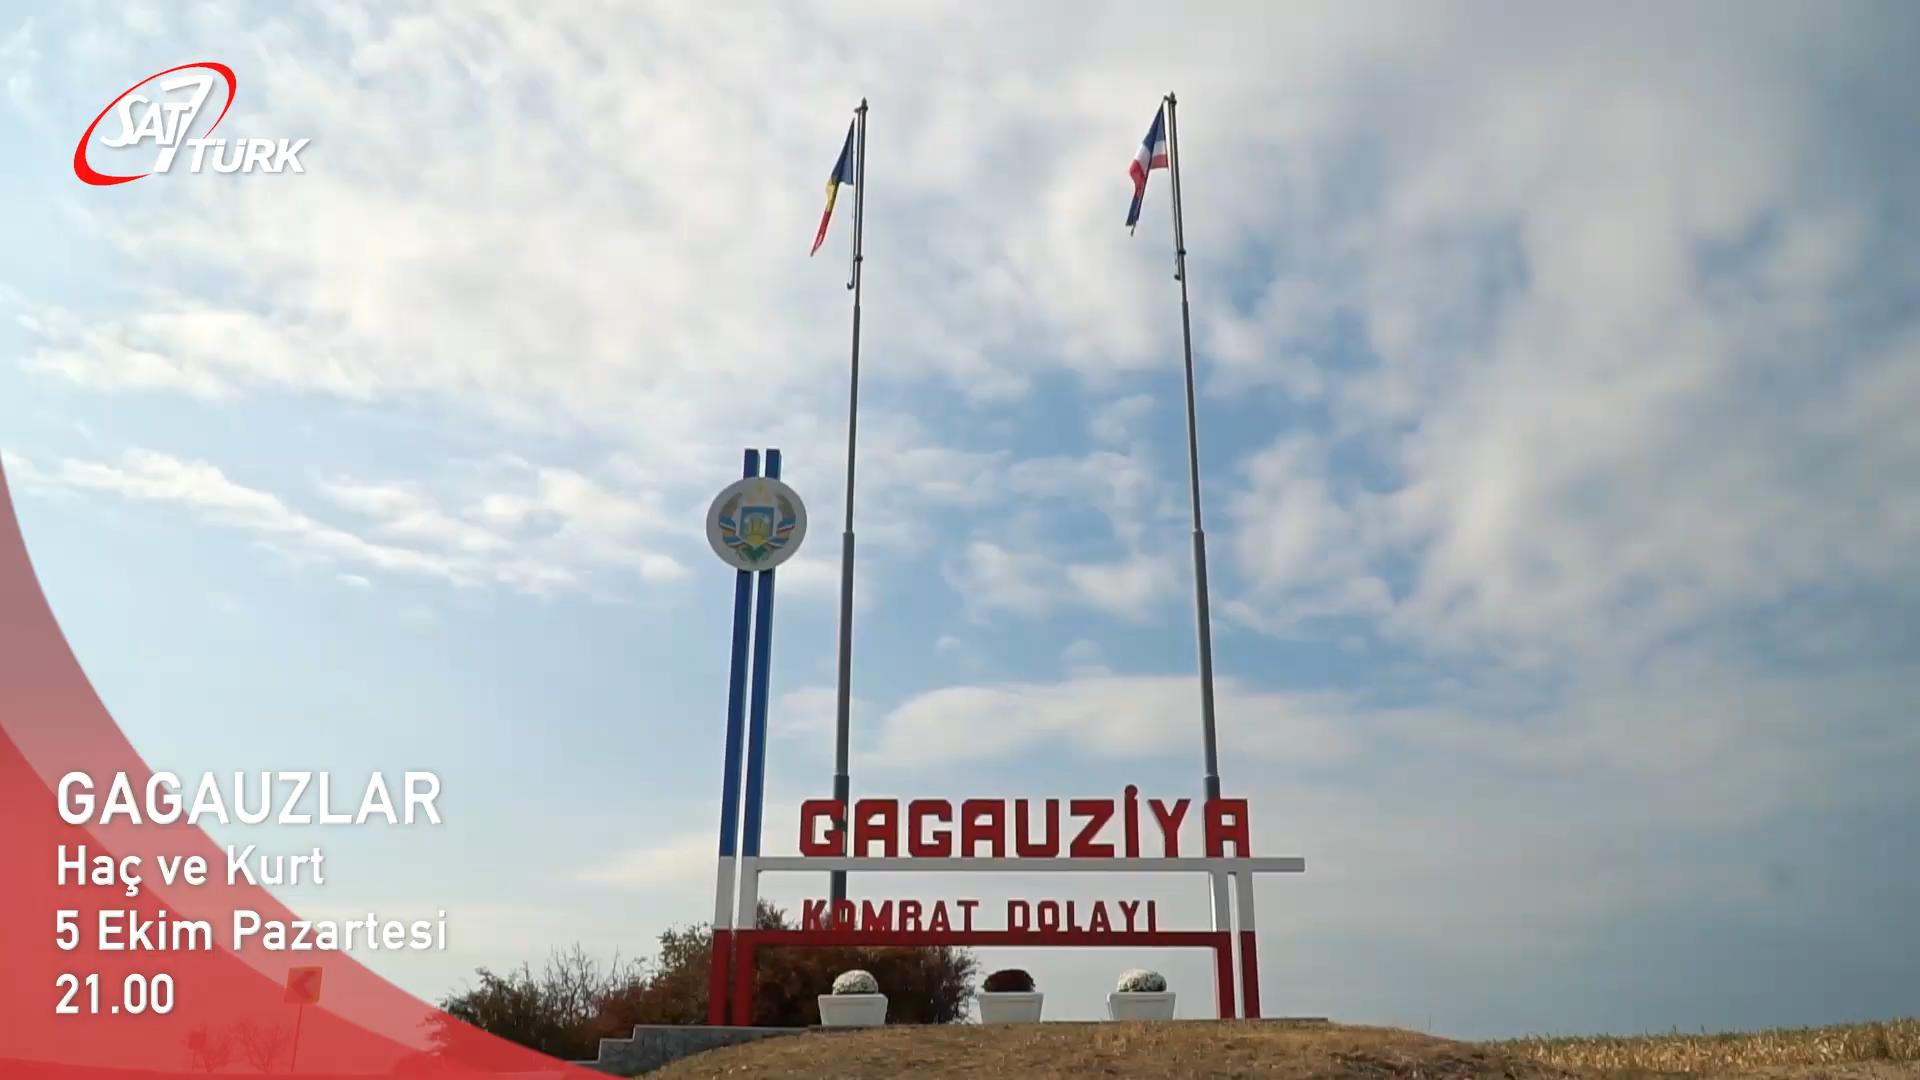 SAT7
TÜRK
GAGAUZİYA
KOMRAT DOLAYI
GAGAUZLAR
Haç ve Kurt
5 Ekim Pazartesi
21.00